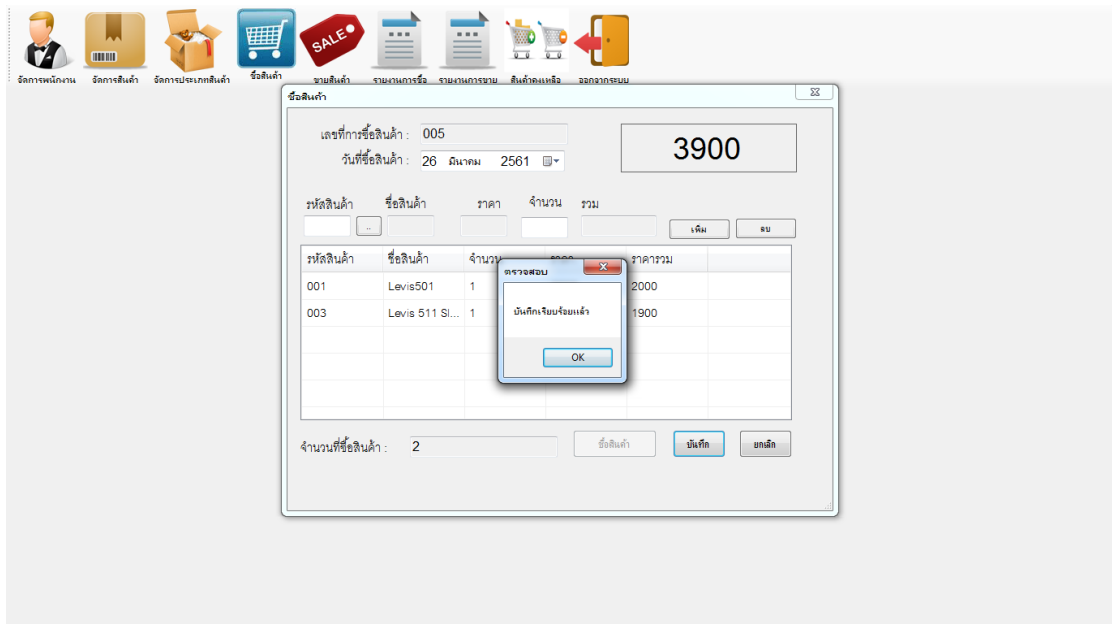 SALE
จัดการพนักงาน จัดการสินค้า จัดการประเภทสินค้า ซื้อสินค้า ขายสินค้า รายงานการซื้อ รายงานการขาย สินค้าคงเหลือ ออกจากระบบ
ซื้อสินค้า
เลขที่การซื้อสินค้า : 005
3900
วันที่ซื้อสินค้า : 26 มีนาคม 2561
รหัสสินค้า ชื่อสินค้า ราคา จำนวน รวม
.. เพิ่ม ลบ
รหัสสินค้า ชื่อสินค้า จำนวน ราคา ราคารวม
001 Levis501 1 2000
003 Levis 511 Sl... 1 1900
ตรวจสอบ
บันทึกเรียบร้อยแล้ว
OK
จำนวนที่ซื้อสินค้า : 2 ซื้อสินค้า บันทึก ยกเลิก